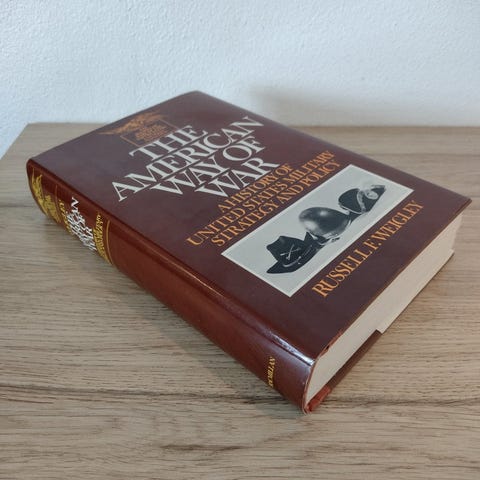 THE
AMERICAN
WAY OF
WAR
A HISTORY OF
UNITED STATES MILITARY
STRATEGY AND POLICY
RUSSELL F. WEIGLEY